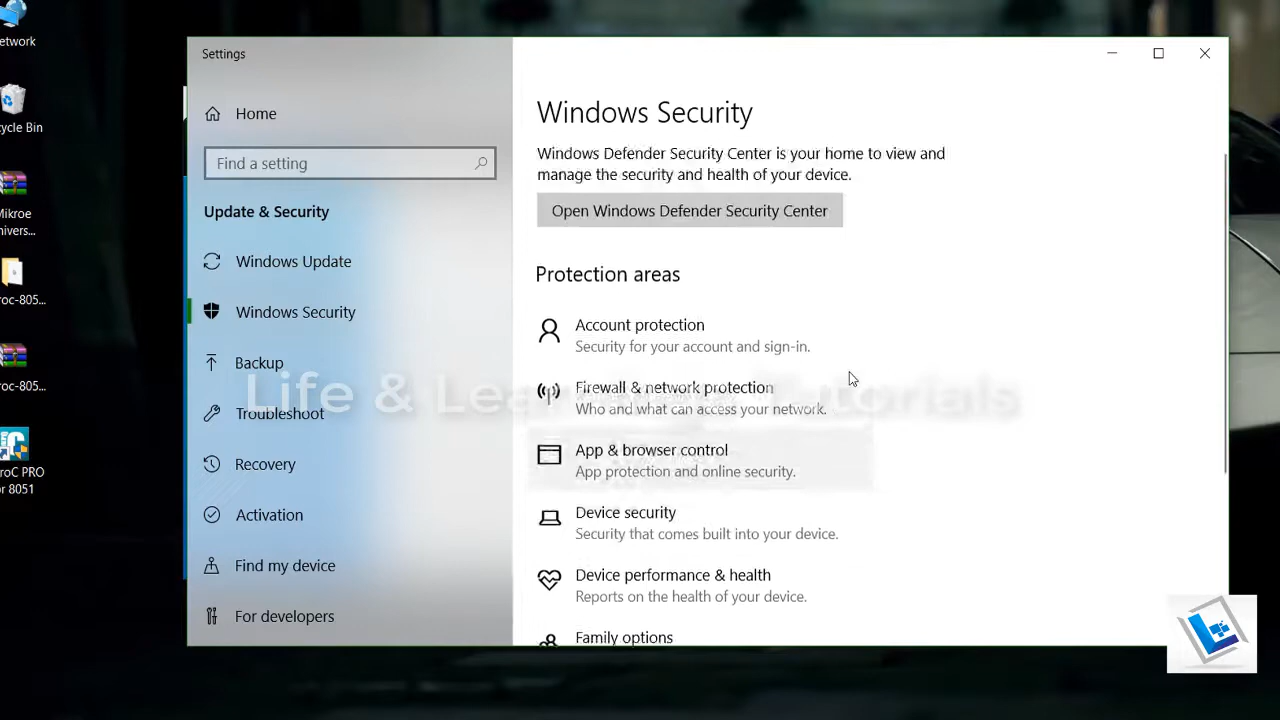 etwork
cycle Bin
Mikroe
nivers...
roc-805...
roc-805...
roC PRO
or 8051
Settings
Home
Find a setting
Update & Security
Windows Update
Windows Security
Backup
Troubleshoot
Recovery
Activation
Find my device
For developers
Windows Security
Windows Defender Security Center is your home to view and
manage the security and health of your device.
Open Windows Defender Security Center
Protection areas
Account protection
Security for your account and sign-in.
Firewall & network protection
Who and what can access your network.
App & browser control
App protection and online security.
Device security
Security that comes built into your device.
Device performance & health
Reports on the health of your device.
Family options
Life & Learn Tutorials